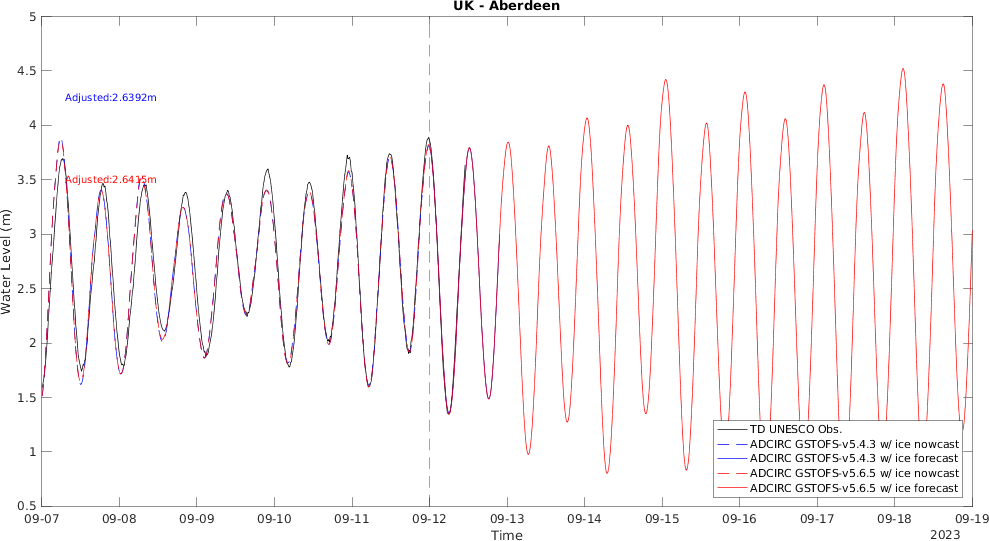 UK - Aberdeen
5
4.5
4
3.5
3
2.5
2
1.5
1
0.5
Water Level (m)
Adjusted:2.6392m
Adjusted:2.6415m
TD UNESCO Obs.
ADCIRC GSTOFS-v5.4.3 w/ ice nowcast
ADCIRC GSTOFS-v5.4.3 w/ ice forecast
ADCIRC GSTOFS-v5.6.5 w/ ice nowcast
ADCIRC GSTOFS-v5.6.5 w/ ice forecast
09-07 09-08 09-09 09-10 09-11 09-12 09-13 09-14 09-15 09-16 09-17 09-18 09-19
Time
2023